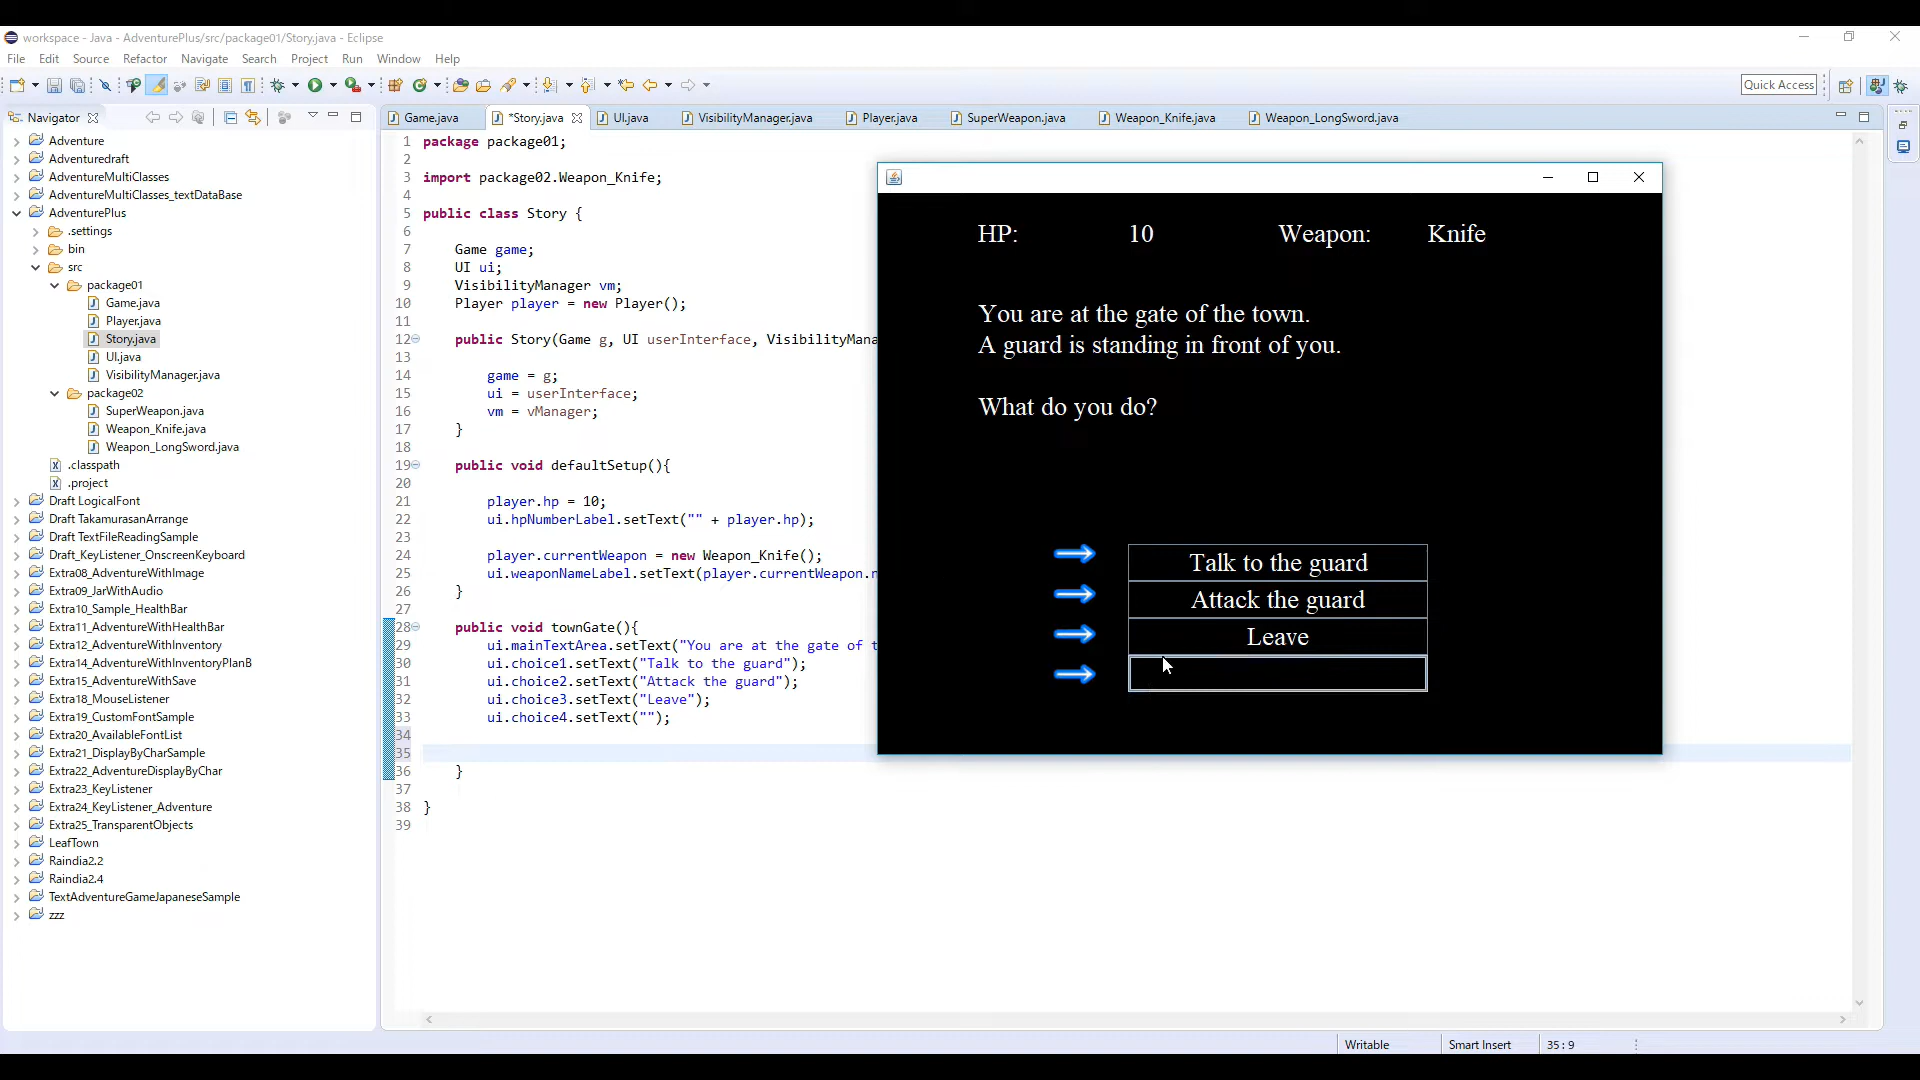 workspace - Java - AdventurePlus/src/package01/Story.java - Eclipse
File Edit Source Refactor Navigate Search Project Run Window Help
Quick Access
Navigator
Adventure
Adventuredraft
AdventureMultiClasses
AdventureMultiClasses_textDataBase
AdventurePlus
.settings
bin
src
package01
Game.java
Player.java
Story.java
UI.java
VisibilityManager.java
package02
SuperWeapon.java
Weapon_Knife.java
Weapon_LongSword.java
.classpath
.project
Draft LogicalFont
Draft TakamurasanArrange
Draft TextFileReadingSample
Draft_KeyListener_OnscreenKeyboard
Extra08_AdventureWithImage
Extra09_JarWithAudio
Extra10_Sample_HealthBar
Extra11_AdventureWithHealthBar
Extra12_AdventureWithInventory
Extra14_AdventureWithInventoryPlanB
Extra15_AdventureWithSave
Extra18_MouseListener
Extra19_CustomFontSample
Extra20_AvailableFontList
Extra21_DisplayByCharSample
Extra22_AdventureDisplayByChar
Extra23_KeyListener
Extra24_KeyListener_Adventure
Extra25_TransparentObjects
LeafTown
Raindia2.2
Raindia2.4
TextAdventureGameJapaneseSample
zzz
Game.java *Story.java UI.java VisibilityManager.java Player.java SuperWeapon.java Weapon_Knife.java Weapon_LongSword.java
1 package package01;
2
3 import package02.Weapon_Knife;
4
5 public class Story {
6
7 Game game;
8 UI ui;
9 VisibilityManager vm;
10 Player player = new Player();
11
12 public Story(Game g, UI userInterface, VisibilityMana
13
14 game = g;
15 ui = userInterface;
16 vm = vManager;
17 }
18
19 public void defaultSetup(){
20
21 player.hp = 10;
22 ui.hpNumberLabel.setText("" + player.hp);
23
24 player.currentWeapon = new Weapon_Knife();
25 ui.weaponNameLabel.setText(player.currentWeapon.n
26 }
27
28 public void townGate(){
29 ui.mainTextArea.setText("You are at the gate of t
30 ui.choice1.setText("Talk to the guard");
31 ui.choice2.setText("Attack the guard");
32 ui.choice3.setText("Leave");
33 ui.choice4.setText("");
34
35
36 }
37
38 }
39
HP: 10 Weapon: Knife
You are at the gate of the town.
A guard is standing in front of you.
What do you do?
Talk to the guard
Attack the guard
Leave
Writable Smart Insert 35 : 9